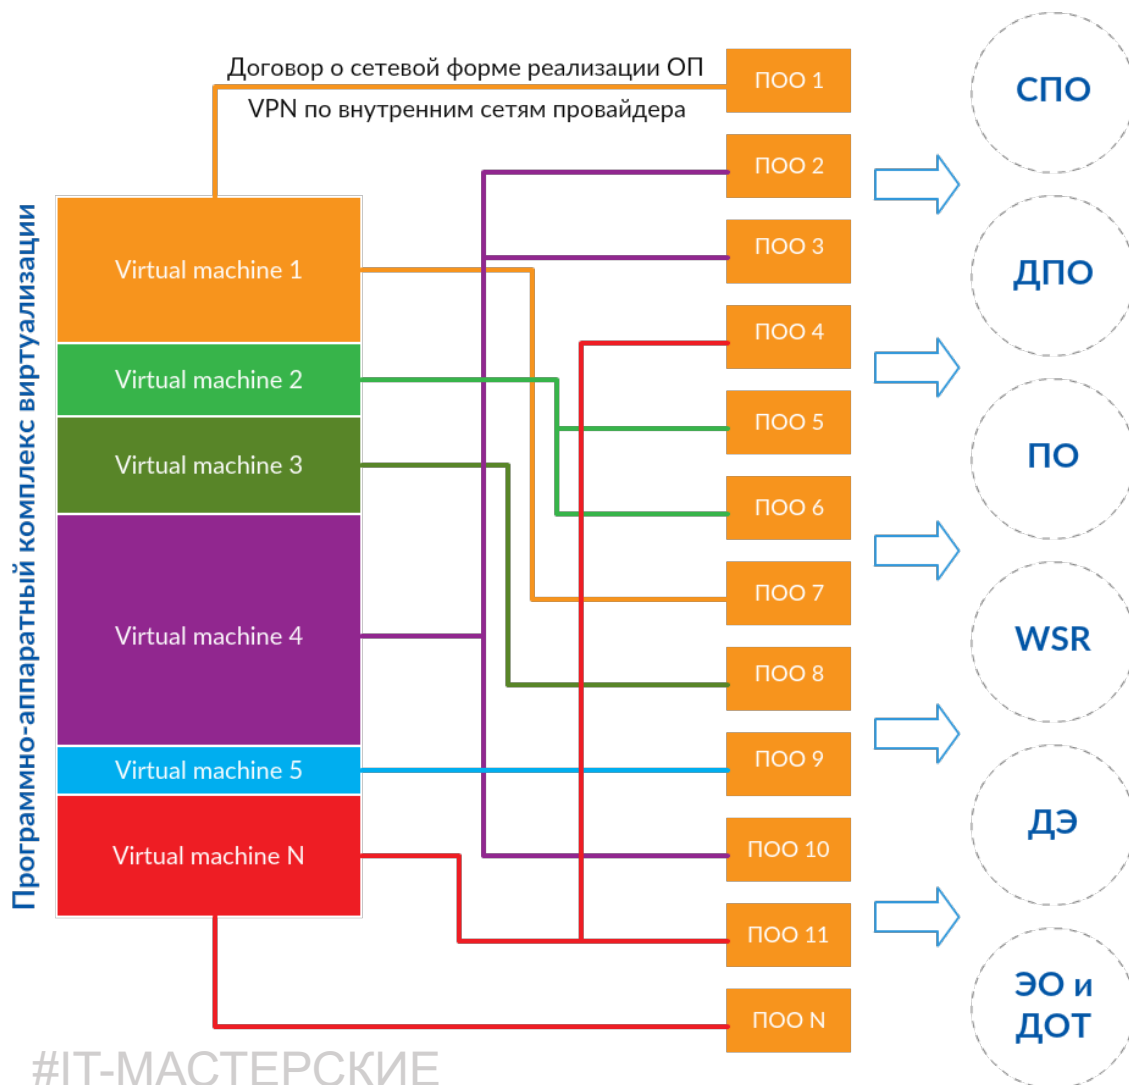 Договор о сетевой форме реализации ОП
VPN по внутренним сетям провайдера
Программно-аппаратный комплекс виртуализации
Virtual machine 1
Virtual machine 2
Virtual machine 3
Virtual machine 4
Virtual machine 5
Virtual machine N
ПОО 1
ПОО 2
ПОО 3
ПОО 4
ПОО 5
ПОО 6
ПОО 7
ПОО 8
ПОО 9
ПОО 10
ПОО 11
ПОО N
СПО
ДПО
ПО
WSR
ДЭ
ЭО и
ДОТ
#IT-МАСТЕРСКИЕ